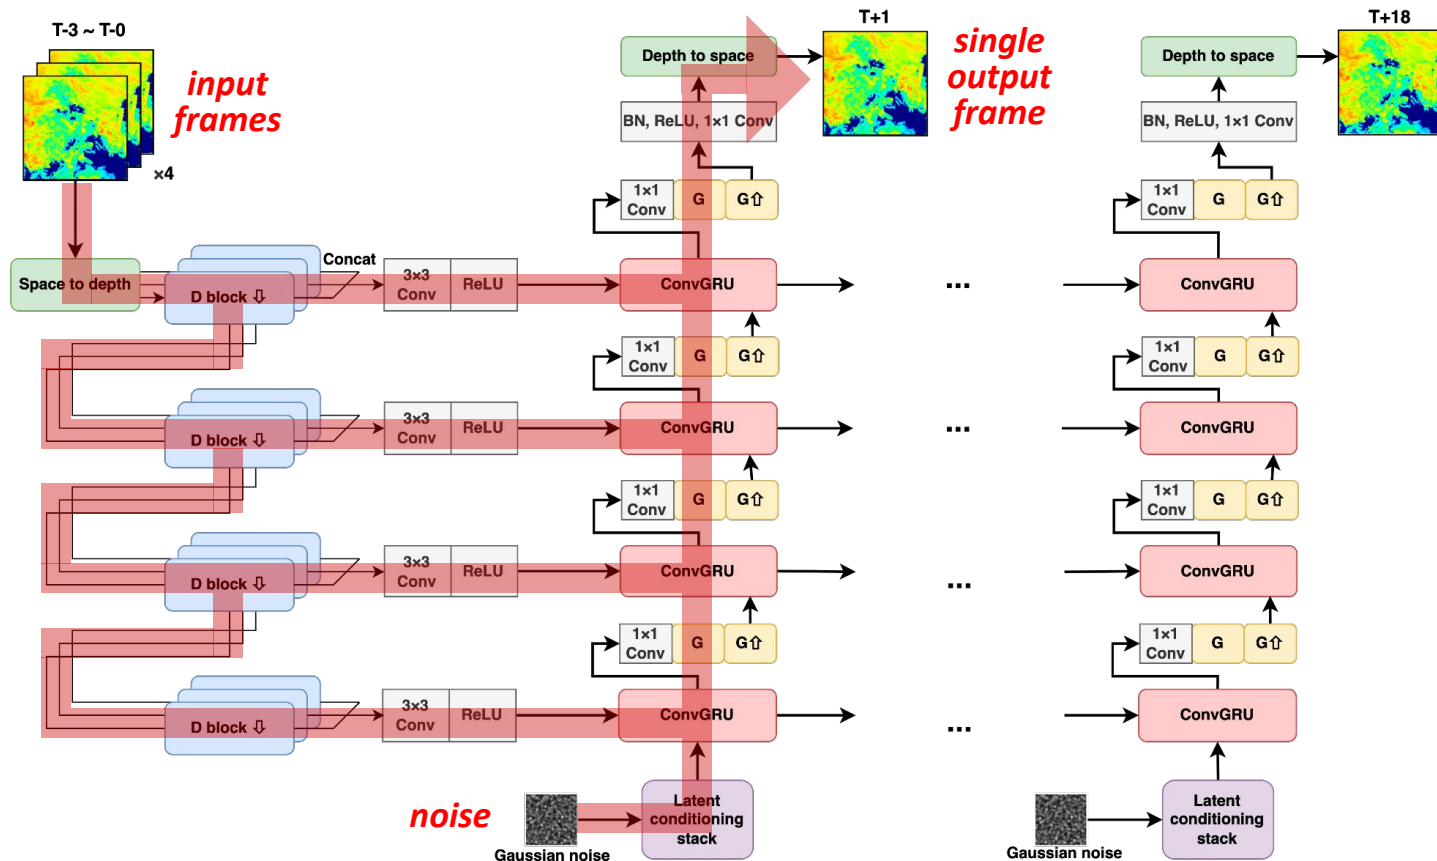 T-3 ~ T-0
input
frames
×4
Depth to space
T+1
single
output
frame
Depth to space
T+18
BN, ReLU, 1×1 Conv
BN, ReLU, 1×1 Conv
1×1
Conv
G
G⇧
1×1
Conv
G
G⇧
Space to depth
Concat
D block ⇩
3×3
Conv
ReLU
ConvGRU
...
ConvGRU
1×1
Conv
G
G⇧
1×1
Conv
G
G⇧
D block ⇩
3×3
Conv
ReLU
ConvGRU
...
ConvGRU
1×1
Conv
G
G⇧
1×1
Conv
G
G⇧
D block ⇩
3×3
Conv
ReLU
ConvGRU
...
ConvGRU
1×1
Conv
G
G⇧
1×1
Conv
G
G⇧
D block ⇩
3×3
Conv
ReLU
ConvGRU
...
ConvGRU
noise
Gaussian noise
Latent
conditioning
stack
Gaussian noise
Latent
conditioning
stack